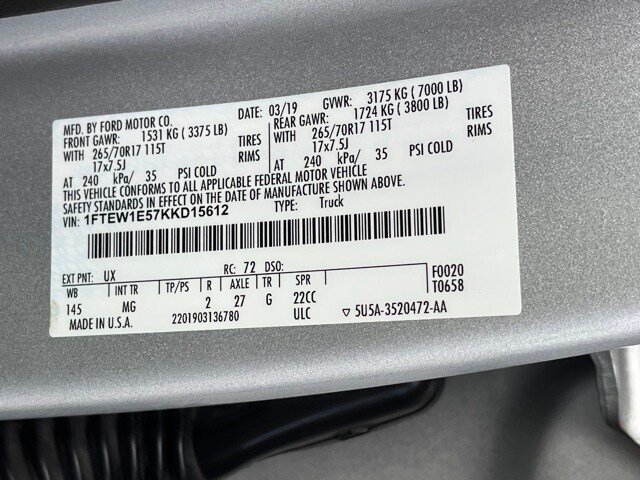 MFD. BY FORD MOTOR CO. DATE: 03/19 GVWR: 3175 KG ( 7000 LB)
FRONT GAWR: 1531 KG ( 3375 LB) REAR GAWR: 1724 KG ( 3800 LB)
WITH 265/70R17 115T TIRES WITH 265/70R17 115T TIRES
17x7.5J RIMS 17x7.5J RIMS
AT 240 kPa/ 35 PSI COLD AT 240 kPa/ 35 PSI COLD
THIS VEHICLE CONFORMS TO ALL APPLICABLE FEDERAL MOTOR VEHICLE
SAFETY STANDARDS IN EFFECT ON THE DATE OF MANUFACTURE SHOWN ABOVE.
VIN: 1FTEW1E57KKD15612 TYPE: Truck
EXT PNT: UX RC: 72 DSO: F0020
WB INT TR TP/PS R AXLE TR SPR T0658
145 MG 2 27 G 22CC
MADE IN U.S.A. 2201903136780 ULC ▽ 5U5A-3520472-AA